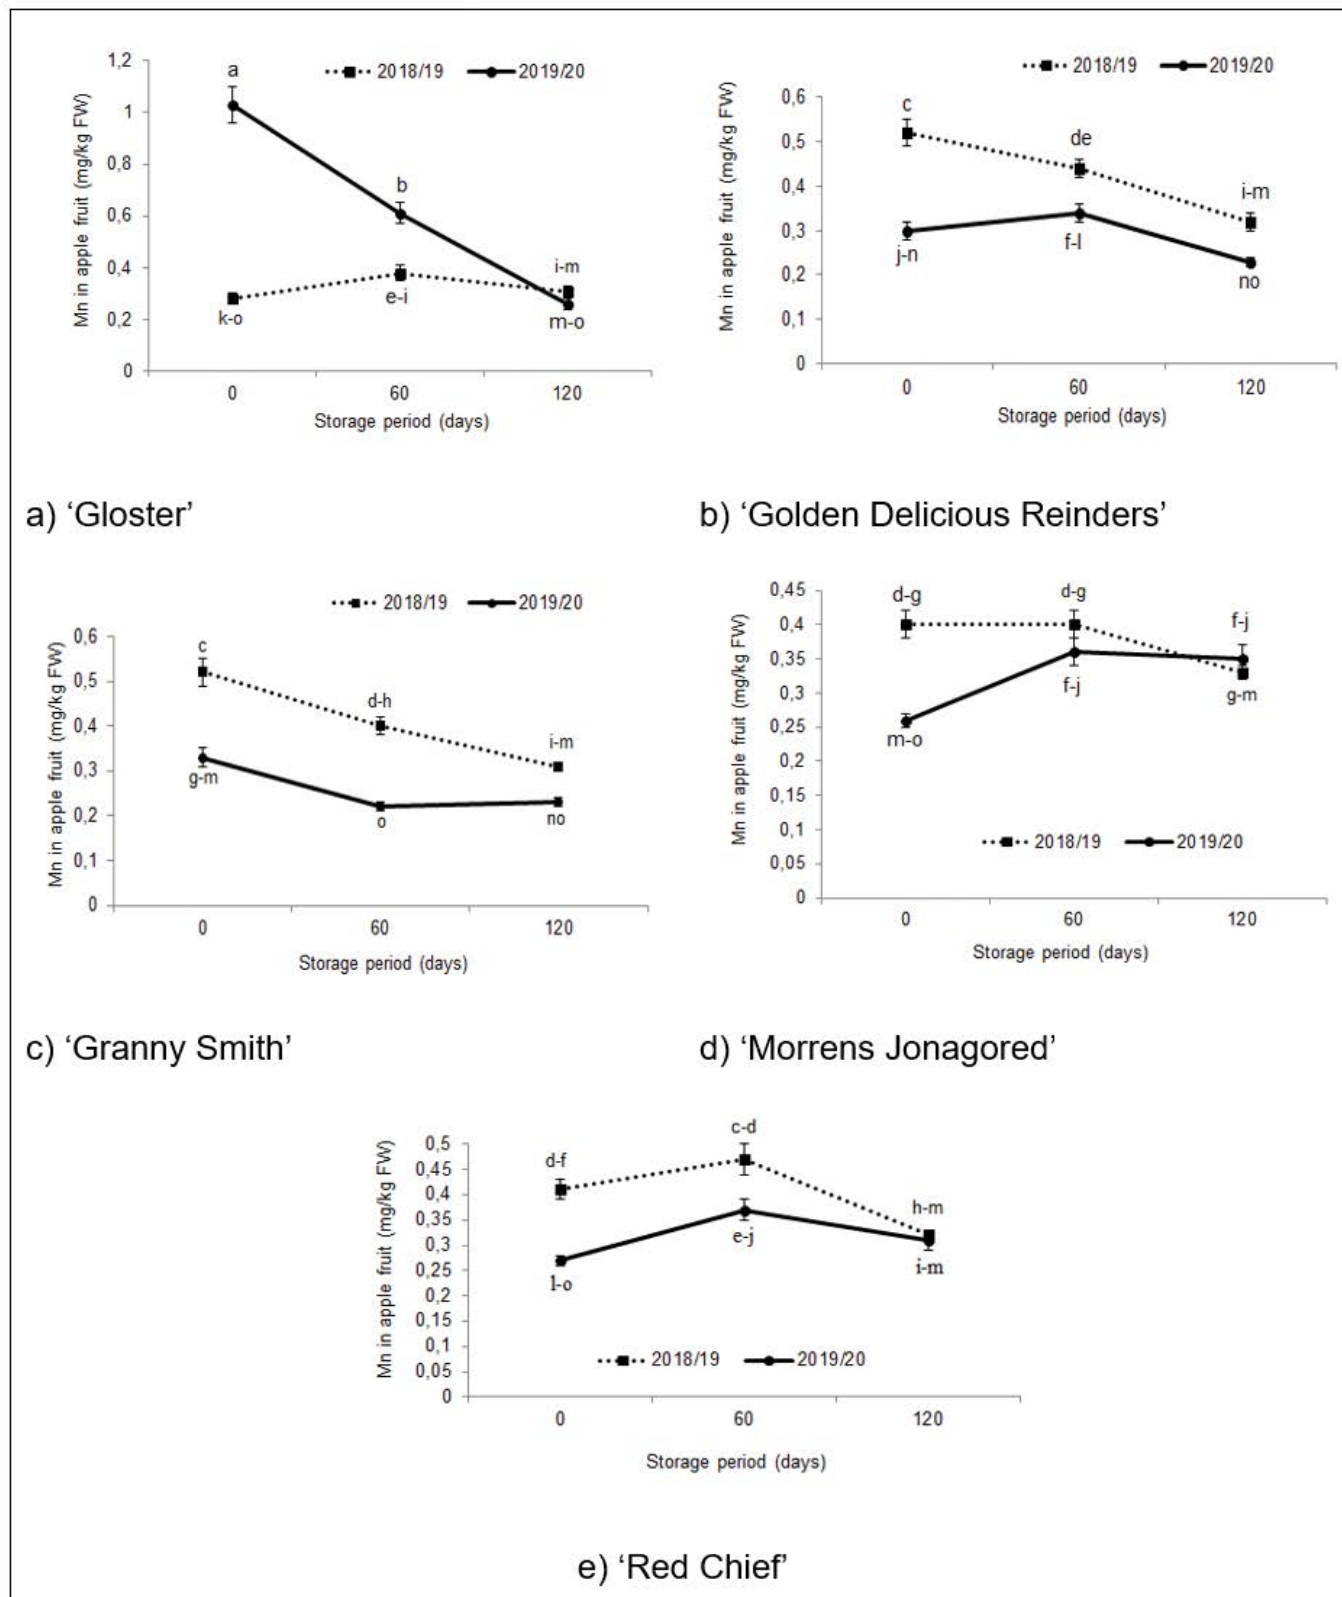 2018/19 2019/20
Mn in apple fruit (mg/kg FW)
1,2
1
0,8
0,6
0,4
0,2
0
a
b
i-m
k-o
e-i
m-o
0 60 120
Storage period (days)
a) ‘Gloster’
2018/19 2019/20
Mn in apple fruit (mg/kg FW)
0,6
0,5
0,4
0,3
0,2
0,1
0
c
de
i-m
j-n
f-l
no
0 60 120
Storage period (days)
b) ‘Golden Delicious Reinders’
2018/19 2019/20
Mn in apple fruit (mg/kg FW)
0,6
0,5
0,4
0,3
0,2
0,1
0
c
d-h
i-m
g-m
o
no
0 60 120
Storage period (days)
c) ‘Granny Smith’
Mn in apple fruit (mg/kg FW)
0,45
0,4
0,35
0,3
0,25
0,2
0,15
0,1
0,05
0
d-g
d-g
f-j
m-o
f-j
g-m
2018/19 2019/20
0 60 120
Storage period (days)
d) ‘Morrens Jonagored’
Mn in apple fruit (mg/kg FW)
0,5
0,45
0,4
0,35
0,3
0,25
0,2
0,15
0,1
0,05
0
d-f
c-d
h-m
l-o
e-j
i-m
2018/19 2019/20
0 60 120
Storage period (days)
e) ‘Red Chief’